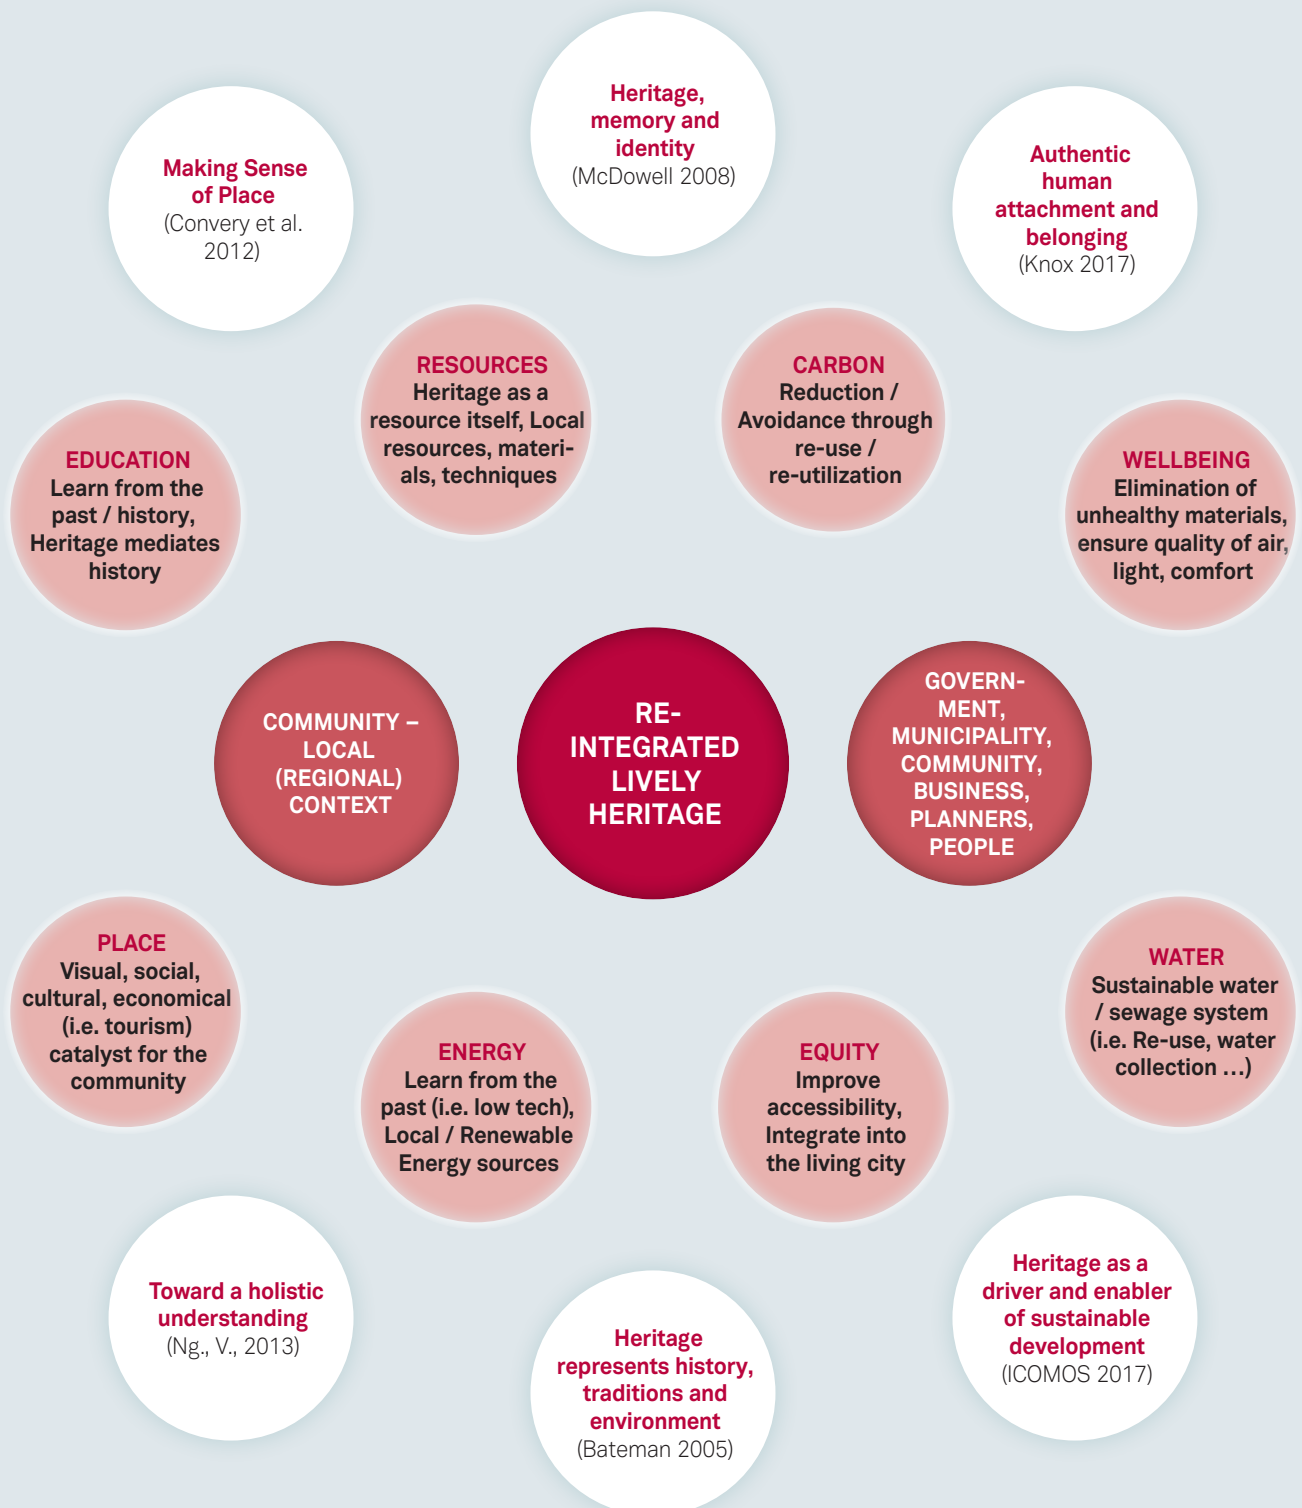 Heritage,
memory and
identity
(McDowell 2008)
Making Sense
of Place
(Convery et al.
2012)
Authentic
human
attachment and
belonging
(Knox 2017)
RESOURCES
Heritage as a
resource itself, Local
resources, materi-
als, techniques
CARBON
Reduction /
Avoidance through
re-use /
re-utilization
EDUCATION
Learn from the
past / history,
Heritage mediates
history
WELLBEING
Elimination of
unhealthy materials,
ensure quality of air,
light, comfort
COMMUNITY –
LOCAL
(REGIONAL)
CONTEXT
RE-
INTEGRATED
LIVELY
HERITAGE
GOVERN-
MENT,
MUNICIPALITY,
COMMUNITY,
BUSINESS,
PLANNERS,
PEOPLE
PLACE
Visual, social,
cultural, economical
(i.e. tourism)
catalyst for the
community
WATER
Sustainable water
/ sewage system
(i.e. Re-use, water
collection ...)
ENERGY
Learn from the
past (i.e. low tech),
Local / Renewable
Energy sources
EQUITY
Improve
accessibility,
Integrate into
the living city
Toward a holistic
understanding
(Ng., V., 2013)
Heritage
represents history,
traditions and
environment
(Bateman 2005)
Heritage as a
driver and enabler
of sustainable
development
(ICOMOS 2017)